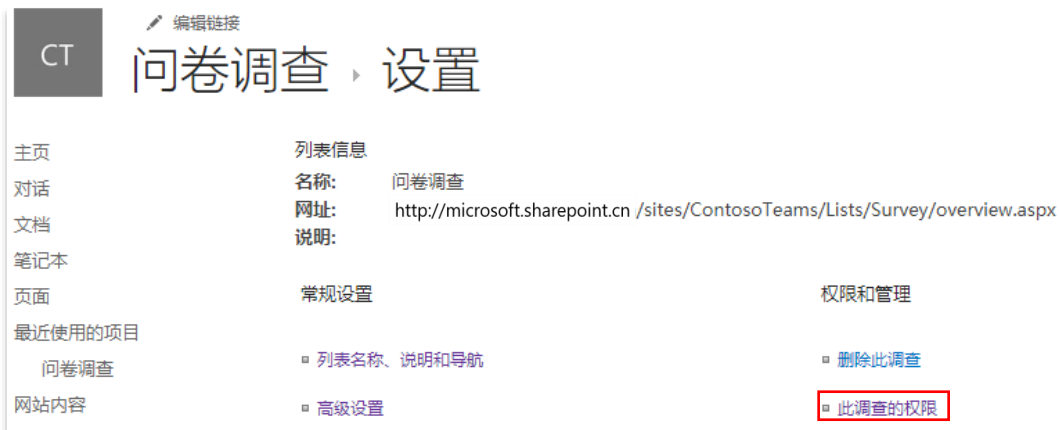 CT
编辑链接
问卷调查 设置
主页
对话
文档
笔记本
页面
最近使用的项目
问卷调查
网站内容
列表信息
名称: 问卷调查
网址: http://microsoft.sharepoint.cn /sites/ContosoTeams/Lists/Survey/overview.aspx
说明:
常规设置
列表名称、说明和导航
高级设置
权限和管理
删除此调查
此调查的权限